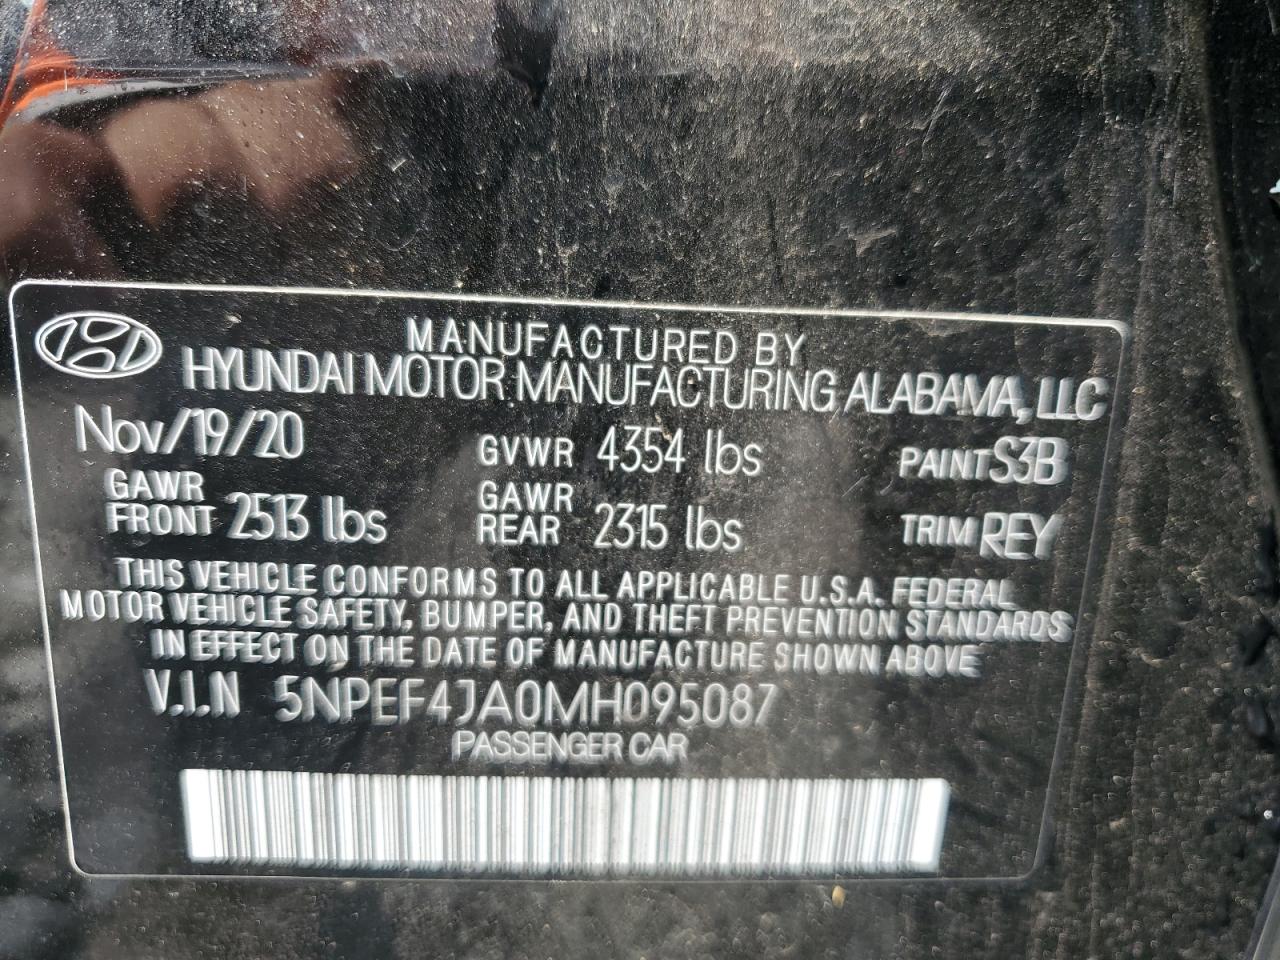 MANUFACTURED BY
HYUNDAI MOTOR MANUFACTURING ALABAMA, LLC
Nov/19/20 GVWR 4354 lbs PAINT S3B
GAWR FRONT 2513 lbs GAWR REAR 2315 lbs TRIM REY
THIS VEHICLE CONFORMS TO ALL APPLICABLE U.S.A. FEDERAL
MOTOR VEHICLE SAFETY, BUMPER, AND THEFT PREVENTION STANDARDS
IN EFFECT ON THE DATE OF MANUFACTURE SHOWN ABOVE
V.I.N 5NPEF4JA0MH095087
PASSENGER CAR